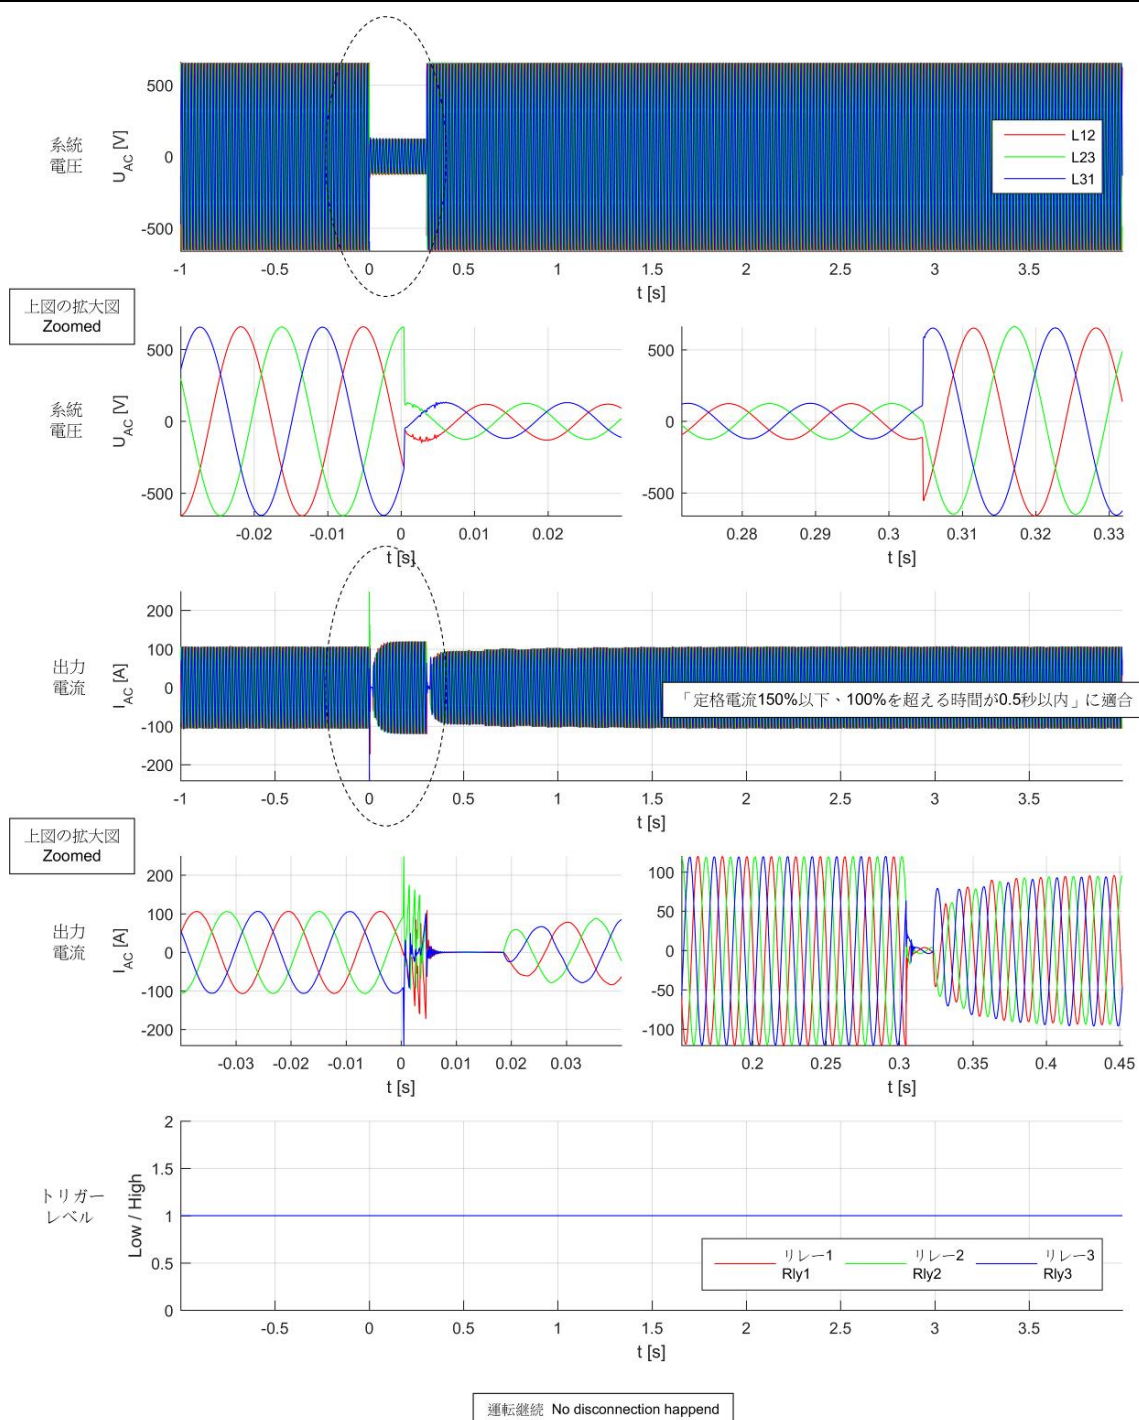 系統
電圧
U_AC [V]
500
0
-500
L12
L23
L31
-1 -0.5 0 0.5 1 1.5 2 2.5 3 3.5
t [s]
上図の拡大図
Zoomed
系統
電圧
U_AC [V]
500
0
-500
-0.02 -0.01 0 0.01 0.02
t [s]
500
0
-500
0.28 0.29 0.3 0.31 0.32 0.33
t [s]
出力
電流
I_AC [A]
200
100
0
-100
-200
「定格電流150%以下、100%を超える時間が0.5秒以内」に適合
-1 -0.5 0 0.5 1 1.5 2 2.5 3 3.5
t [s]
上図の拡大図
Zoomed
出力
電流
I_AC [A]
200
100
0
-100
-200
-0.03 -0.02 -0.01 0 0.01 0.02 0.03
t [s]
100
50
0
-50
-100
0.2 0.25 0.3 0.35 0.4 0.45
t [s]
トリガー
レベル
Low / High
2
1.5
1
0.5
0
リレー1 リレー2 リレー3
Rly1 Rly2 Rly3
-0.5 0 0.5 1 1.5 2 2.5 3 3.5
t [s]
運転継続 No disconnection happend